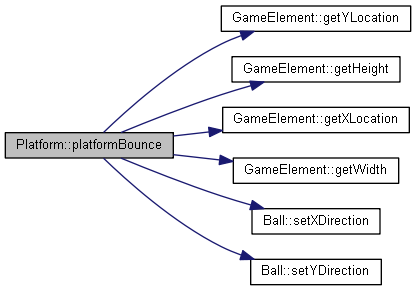 GameElement::getYLocation
GameElement::getHeight
GameElement::getXLocation
Platform::platformBounce
GameElement::getWidth
Ball::setXDirection
Ball::setYDirection